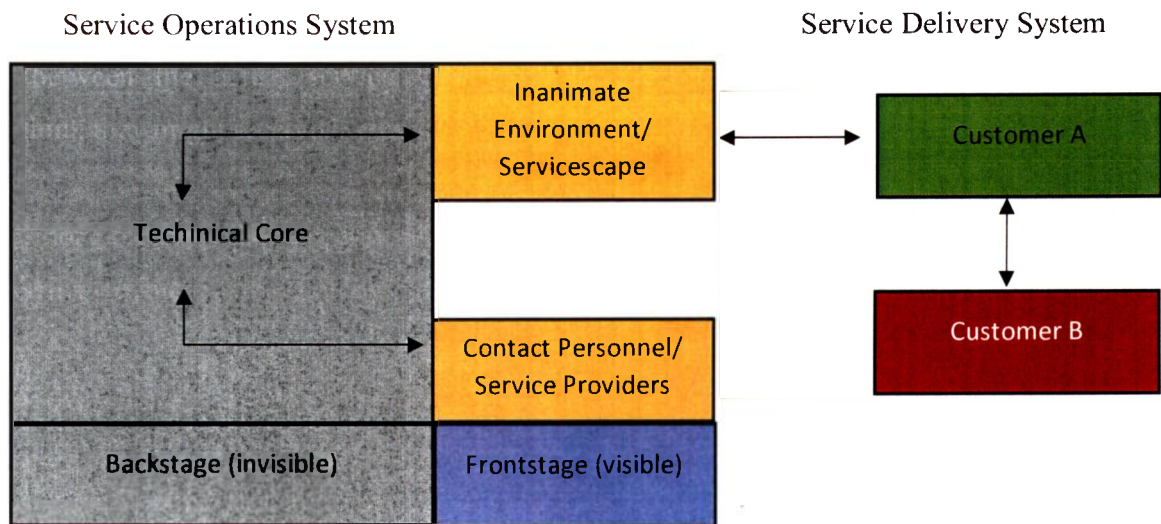 Service Operations System
Service Delivery System
Inanimate
Environment/
Servicescape
Customer A
Techinical Core
Customer B
Contact Personnel/
Service Providers
Backstage (invisible)
Frontstage (visible)